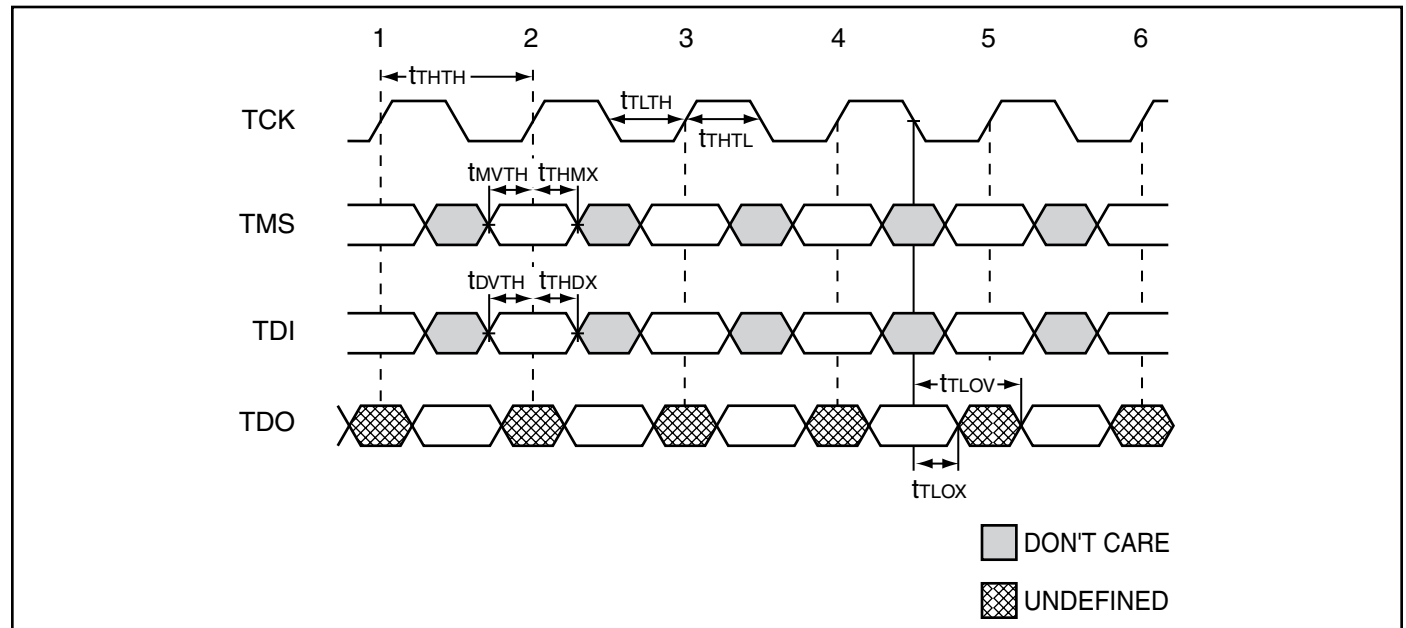 1 2 3 4 5 6
tTHTH
tTLTH
TCK
tTHTL
tMVTH tTHMX
TMS
tDVTH tTHDX
TDI
tTLOV
TDO
tTLOX
DON'T CARE
UNDEFINED